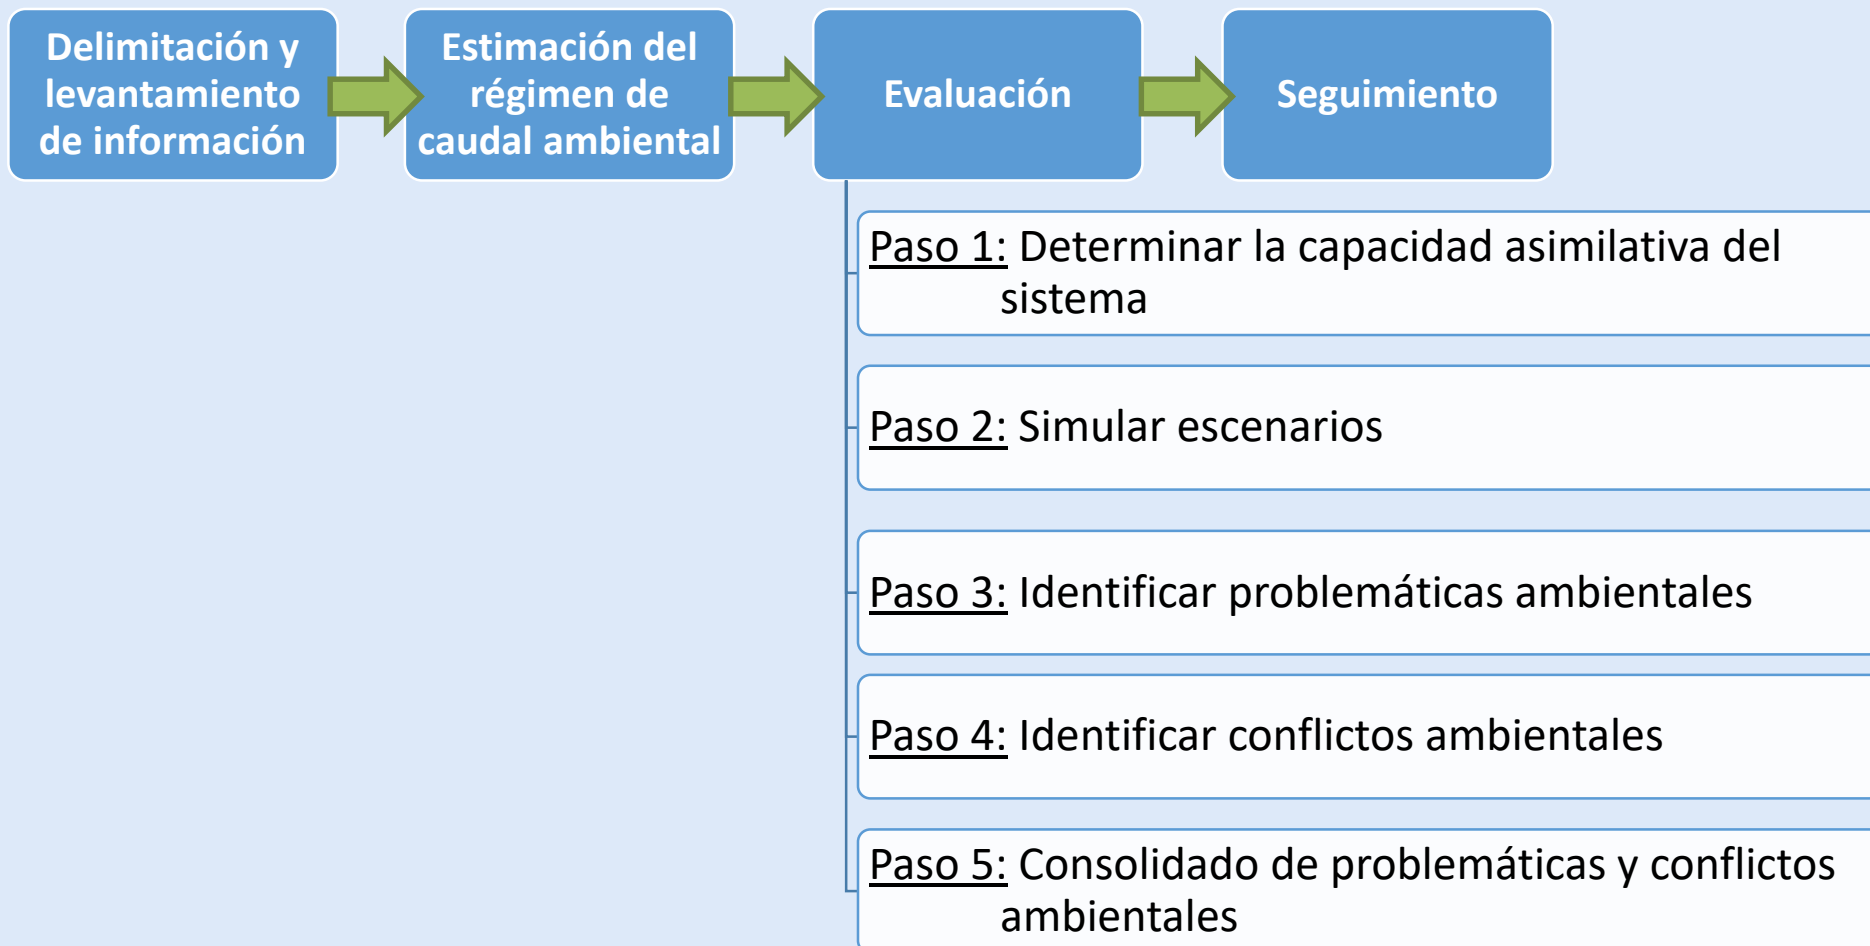 Delimitación y
levantamiento
de información
Estimación del
régimen de
caudal ambiental
Evaluación
Seguimiento
Paso 1: Determinar la capacidad asimilativa del
sistema
Paso 2: Simular escenarios
Paso 3: Identificar problemáticas ambientales
Paso 4: Identificar conflictos ambientales
Paso 5: Consolidado de problemáticas y conflictos
ambientales